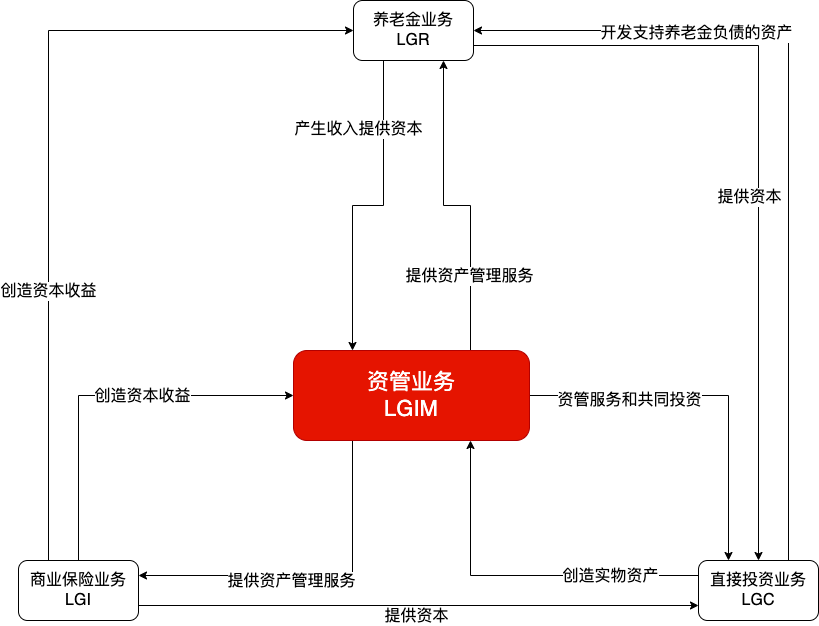 养老金业务
LGR
开发支持养老金负债的资产
产生收入提供资本
提供资本
提供资产管理服务
创造资本收益
资管业务
LGIM
创造资本收益
资管服务和共同投资
商业保险业务
LGI
提供资产管理服务
创造实物资产
直接投资业务
LGC
提供资本